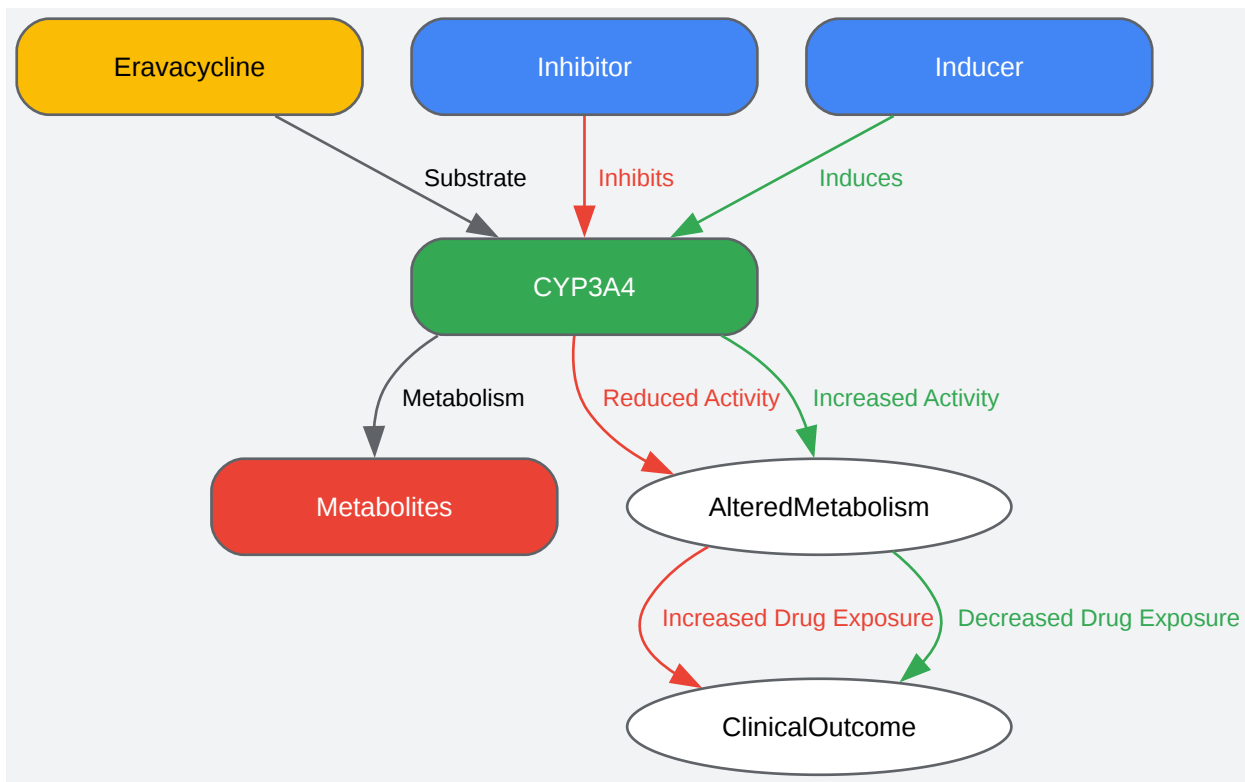 Eravacycline
Inhibitor
Inducer
Substrate
Inhibits
Induces
CYP3A4
Metabolism
Reduced Activity
Increased Activity
Metabolites
AlteredMetabolism
Increased Drug Exposure
Decreased Drug Exposure
ClinicalOutcome